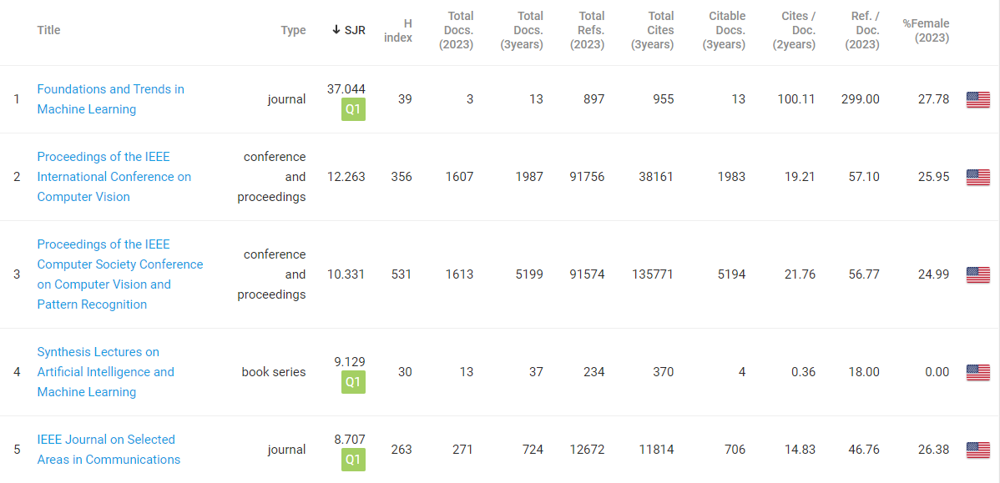 Title Type ↓ SJR H index Total Docs. (2023) Total Docs. (3years) Total Refs. (2023) Total Cites (3years) Citable Docs. (3years) Cites / Doc. (2years) Ref. / Doc. (2023) %Female (2023)
1 Foundations and Trends in Machine Learning journal 37.044 Q1 39 3 13 897 955 13 100.11 299.00 27.78
2 Proceedings of the IEEE International Conference on Computer Vision conference and proceedings 12.263 356 1607 1987 91756 38161 1983 19.21 57.10 25.95
3 Proceedings of the IEEE Computer Society Conference on Computer Vision and Pattern Recognition conference and proceedings 10.331 531 1613 5199 91574 135771 5194 21.76 56.77 24.99
4 Synthesis Lectures on Artificial Intelligence and Machine Learning book series 9.129 Q1 30 13 37 234 370 4 0.36 18.00 0.00
5 IEEE Journal on Selected Areas in Communications journal 8.707 Q1 263 271 724 12672 11814 706 14.83 46.76 26.38